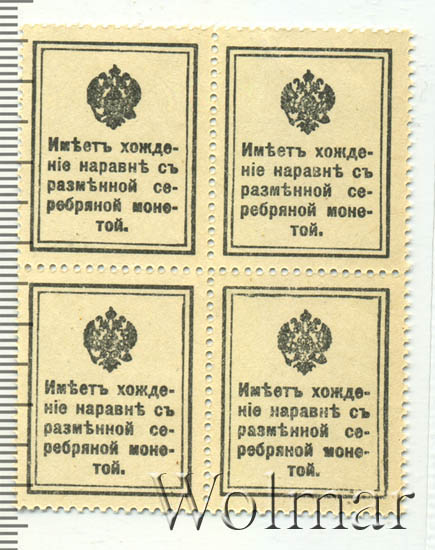 Имѣетъ хожде-
ніе наравнѣ съ
размѣнной се-
ребряной моне-
той.
Имѣетъ хожде-
ніе наравнѣ съ
размѣнной се-
ребряной моне-
той.
Имѣетъ хожде-
ніе наравнѣ съ
размѣнной се-
ребряной моне-
той.
Имѣетъ хожде-
ніе наравнѣ съ
размѣнной се-
ребряной моне-
той.
Wolmar